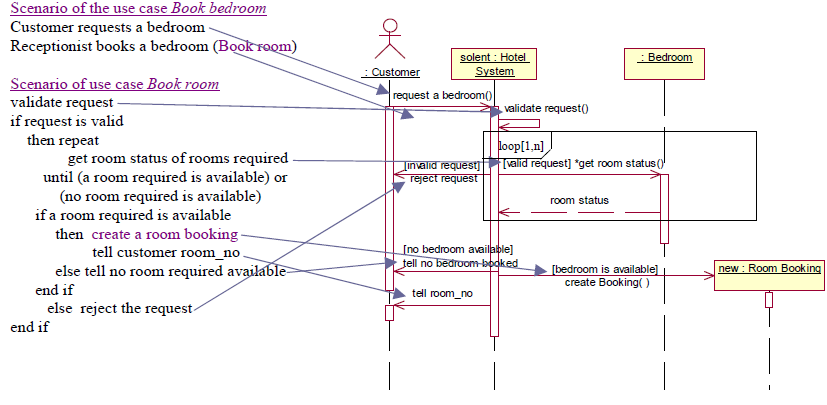 Scenario of the use case Book bedroom
Customer requests a bedroom
Receptionist books a bedroom (Book room)
Scenario of use case Book room
validate request
if request is valid
then repeat
get room status of rooms required
until (a room required is available) or
(no room required is available)
if a room required is available
then create a room booking
tell customer room_no
else tell no room required available
end if
else reject the request
end if
: Customer
solent : Hotel
System
: Bedroom
request a bedroom()
validate request()
loop[1,n]
[invalid request]
reject request
[valid request] *get room status()
room status
[no bedroom available]
tell no bedroom booked
[bedroom is available]
create Booking( )
new : Room Booking
tell room_no